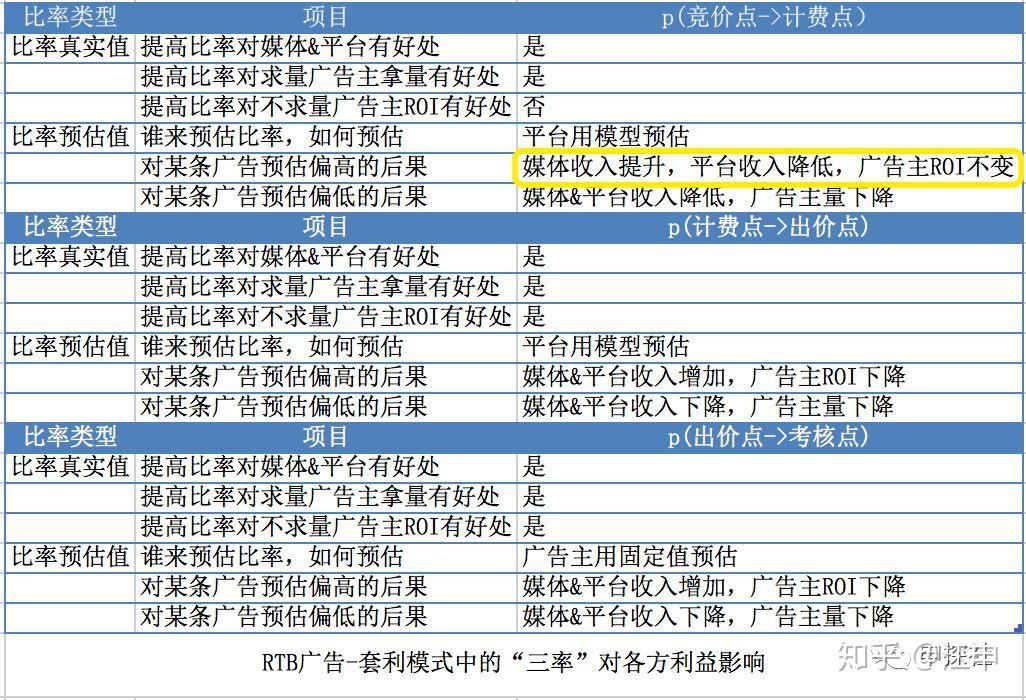 比率类型 项目 p(竞价点->计费点)
比率真实值 提高比率对媒体&平台有好处 是
提高比率对求量广告主拿量有好处 是
提高比率对不求量广告主ROI有好处 否
比率预估值 谁来预估比率，如何预估 平台用模型预估
对某条广告预估偏高的后果 媒体收入提升，平台收入降低，广告主ROI不变
对某条广告预估偏低的后果 媒体&平台收入降低，广告主量下降
比率类型 项目 p(计费点->出价点)
比率真实值 提高比率对媒体&平台有好处 是
提高比率对求量广告主拿量有好处 是
提高比率对不求量广告主ROI有好处 是
比率预估值 谁来预估比率，如何预估 平台用模型预估
对某条广告预估偏高的后果 媒体&平台收入增加，广告主ROI下降
对某条广告预估偏低的后果 媒体&平台收入下降，广告主量下降
比率类型 项目 p(出价点->考核点)
比率真实值 提高比率对媒体&平台有好处 是
提高比率对求量广告主拿量有好处 是
提高比率对不求量广告主ROI有好处 是
比率预估值 谁来预估比率，如何预估 广告主用固定值预估
对某条广告预估偏高的后果 媒体&平台收入增加，广告主ROI下降
对某条广告预估偏低的后果 媒体&平台收入下降，广告主量下降
RTB广告-套利模式中的“三率”对各方利益影响
知乎